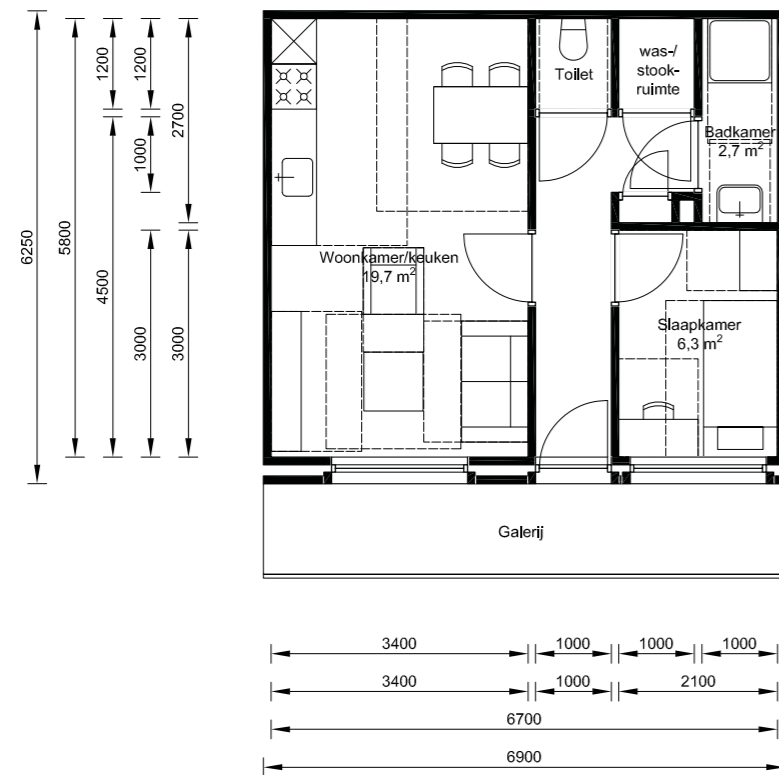 6250
5800
1200
4500
1200
1000
3000
2700
3000
Toilet
was-/
stook-
ruimte
Badkamer
2,7 m²
Woonkamer/keuken
19,7 m²
Slaapkamer
6,3 m²
Galerij
3400 1000 1000 1000
3400 1000 2100
6700
6900